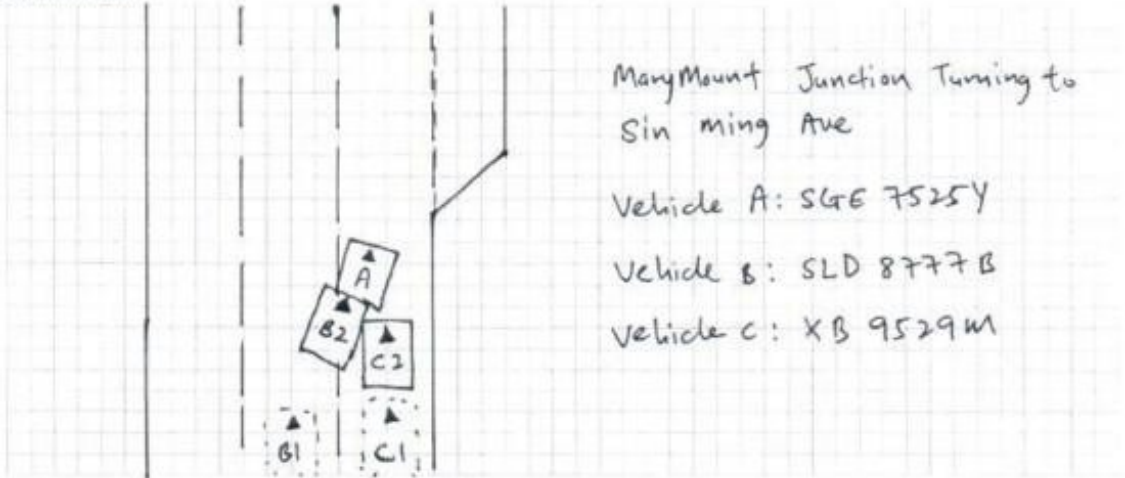 MaryMount Junction Turning to
Sin ming Ave
Vehicle A: SGE 7525Y
Vehicle B: SLD 8777B
Vehicle C: XB 9529M
A
B2
C2
B1
C1